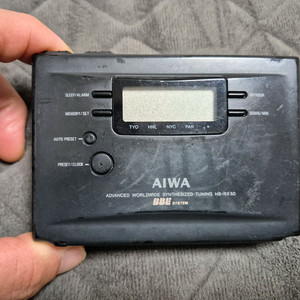 SLEEP/ALARM
MEMORY/SET
TYO HNL NYC PAR
AUTO PRESET
PRESET/CLOCK
AIWA
ADVANCED WORLDWIDE SYNTHESIZED-TUNING
BBE SYSTEM